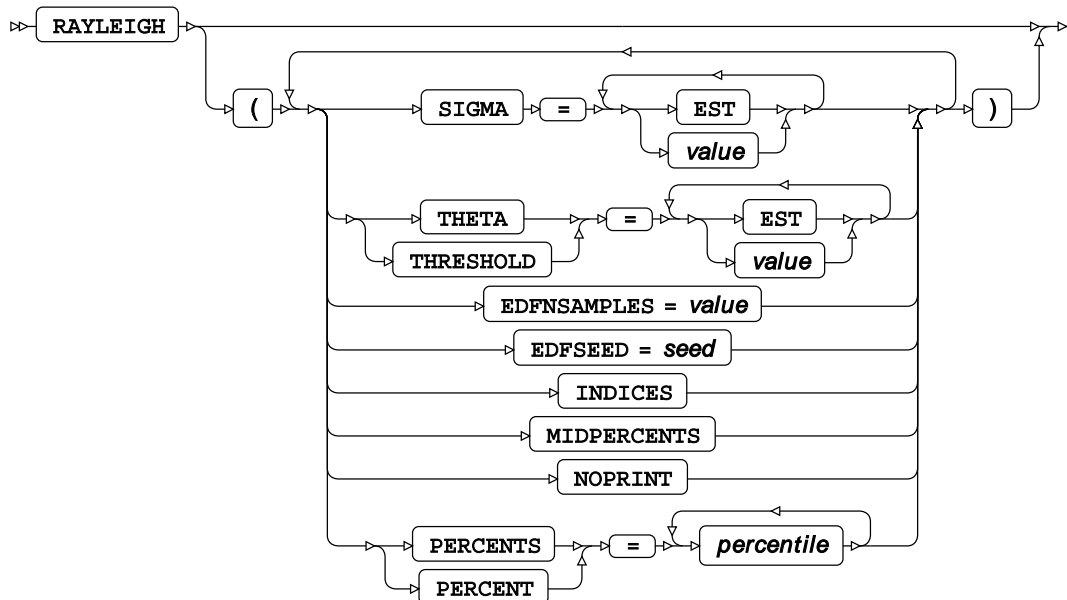 RAYLEIGH
( SIGMA = EST )
value
THETA = EST
THRESHOLD value
EDFNSAMPLES = value
EDFSEED = seed
INDICES
MIDPERCENTS
NOPRINT
PERCENTS = percentile
PERCENT